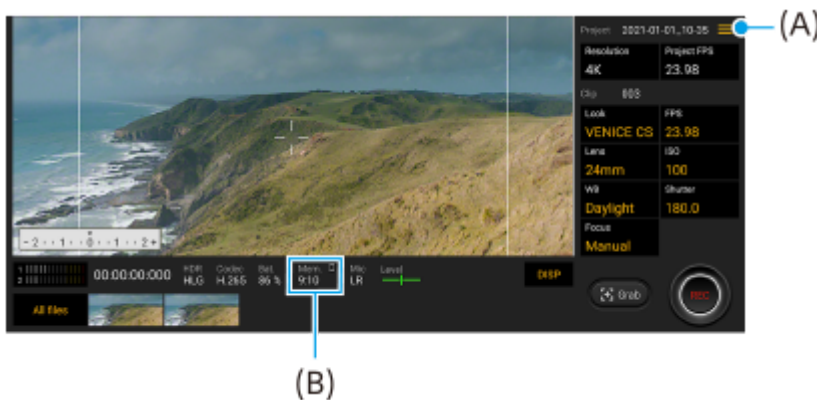 (A)
Project 2021-01-01_10-35
Resolution Project FPS
4K 23.98
Clip 003
Look FPS
VENICE CS 23.98
Lens ISO
24mm 100
WB Shutter
Daylight 180.0
Focus
Manual
-2··1··0··1··2+
1
2
00:00:00:000
HDR Codec Bat. Mem. Mic Level
HLG H.265 86 % 9:10 LR
DISP
Grab
REC
All files
(B)